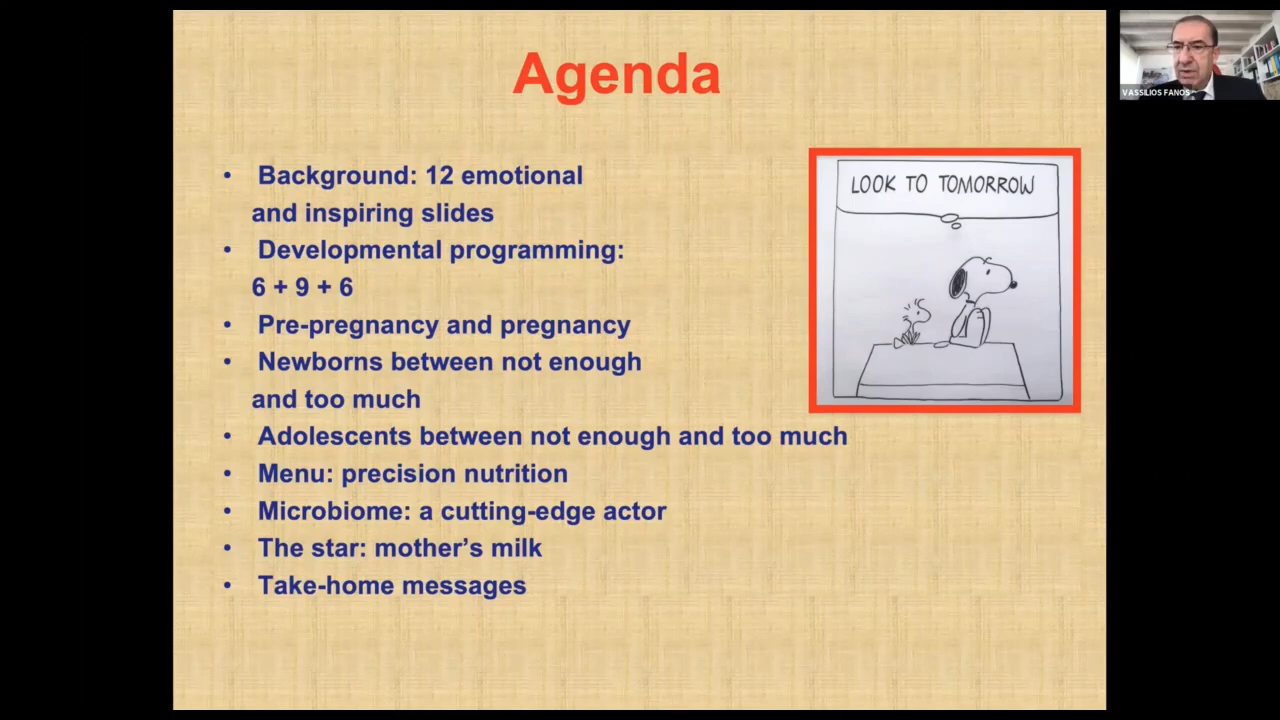 Agenda
• Background: 12 emotional
and inspiring slides
• Developmental programming:
6 + 9 + 6
• Pre-pregnancy and pregnancy
• Newborns between not enough
and too much
• Adolescents between not enough and too much
• Menu: precision nutrition
• Microbiome: a cutting-edge actor
• The star: mother’s milk
• Take-home messages
LOOK TO TOMORROW
VASSILIOS FANOS